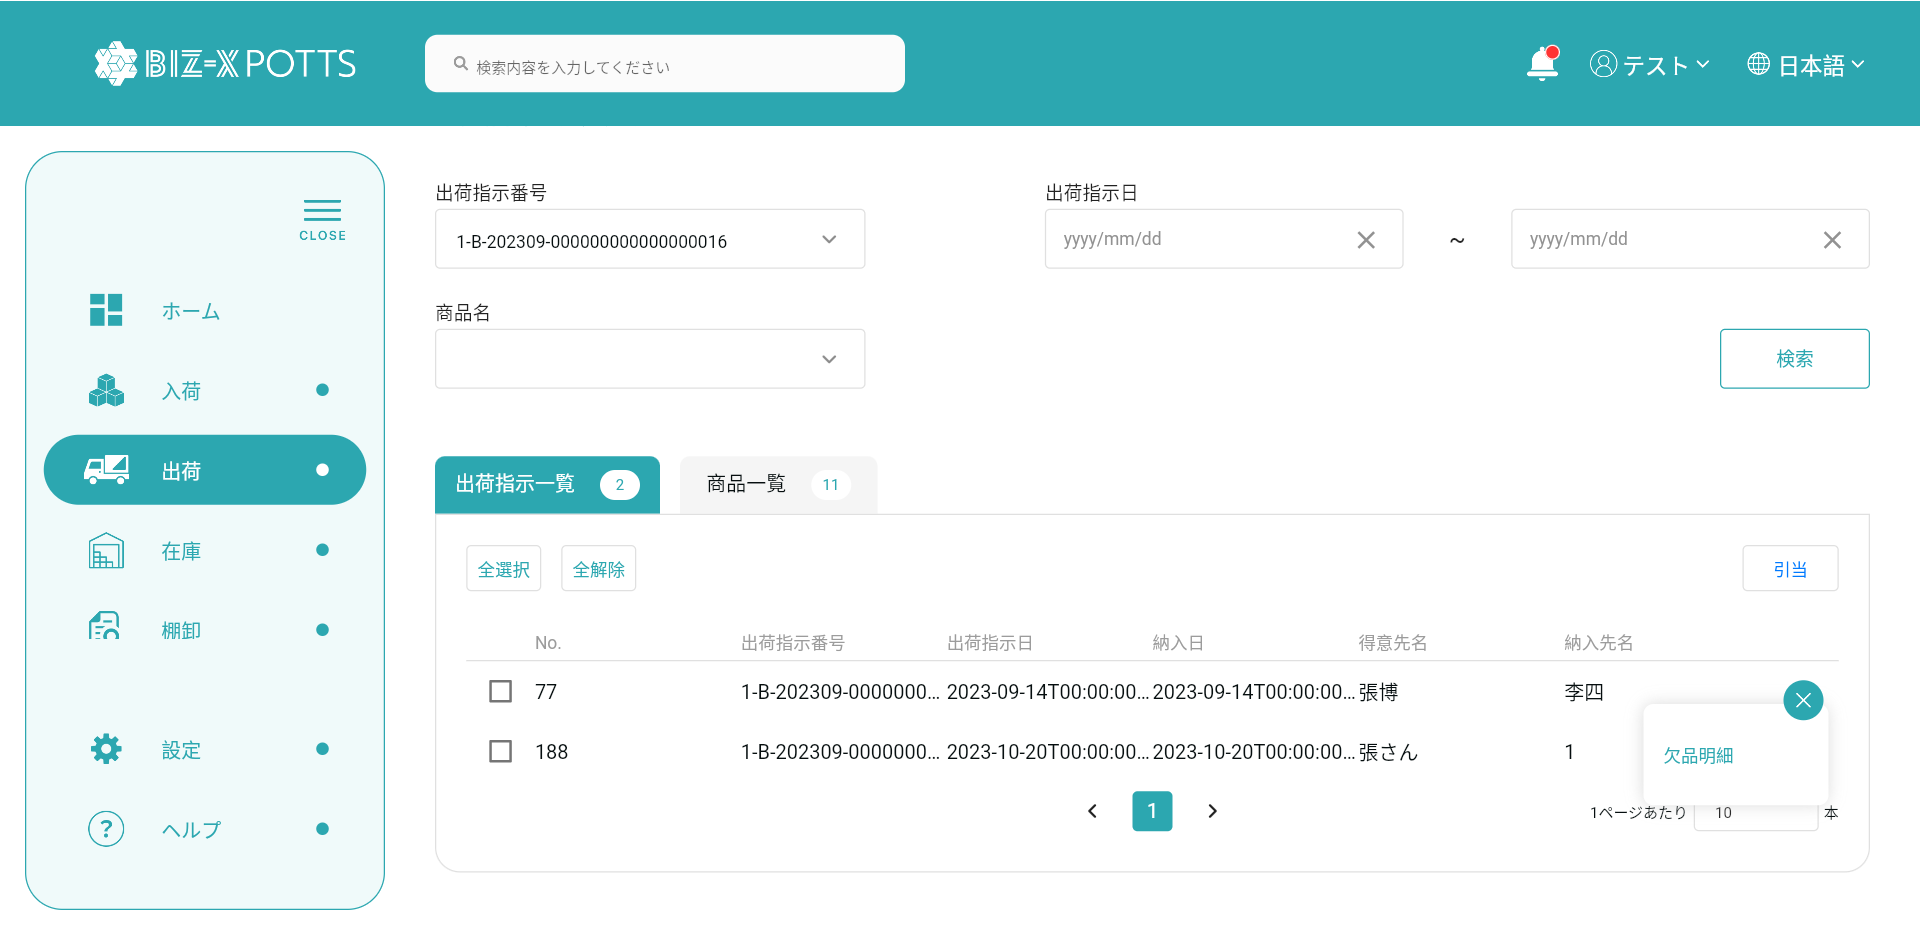 BIZ-X POTTS
検索内容を入力してください
テスト
日本語
CLOSE
ホーム
入荷
出荷
在庫
棚卸
設定
ヘルプ
出荷指示番号
1-B-202309-000000000000000016
出荷指示日
yyyy/mm/dd
~
yyyy/mm/dd
商品名
検索
出荷指示一覧 2
商品一覧 11
全選択
全解除
引当
No. 出荷指示番号 出荷指示日 納入日 得意先名 納入先名
77 1-B-202309-0000000... 2023-09-14T00:00:00... 2023-09-14T00:00:00... 張博 李四
188 1-B-202309-0000000... 2023-10-20T00:00:00... 2023-10-20T00:00:00... 張さん 1
欠品明細
1
1ページあたり 10 本